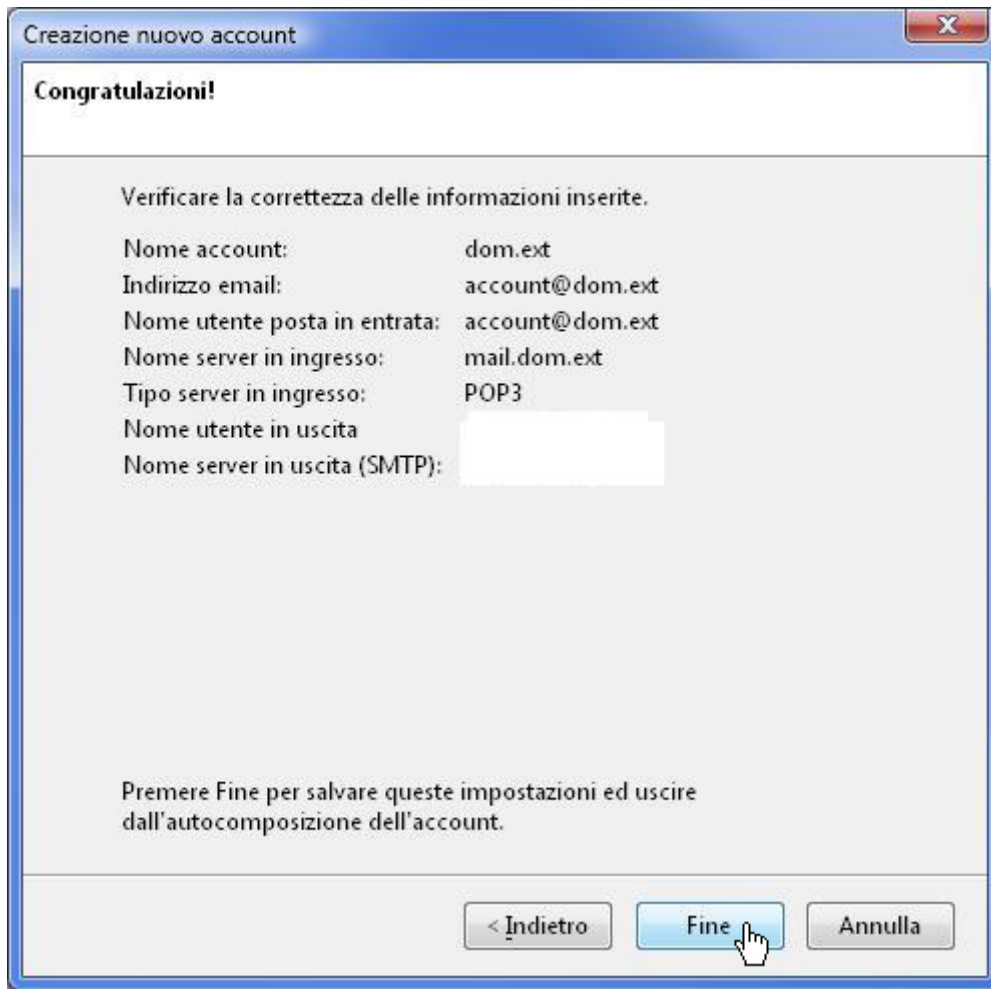 Creazione nuovo account
X
Congratulazioni!
Verificare la correttezza delle informazioni inserite.
Nome account: dom.ext
Indirizzo email: account@dom.ext
Nome utente posta in entrata: account@dom.ext
Nome server in ingresso: mail.dom.ext
Tipo server in ingresso: POP3
Nome utente in uscita
Nome server in uscita (SMTP):
Premere Fine per salvare queste impostazioni ed uscire
dall'autocomposizione dell'account.
< Indietro Fine Annulla